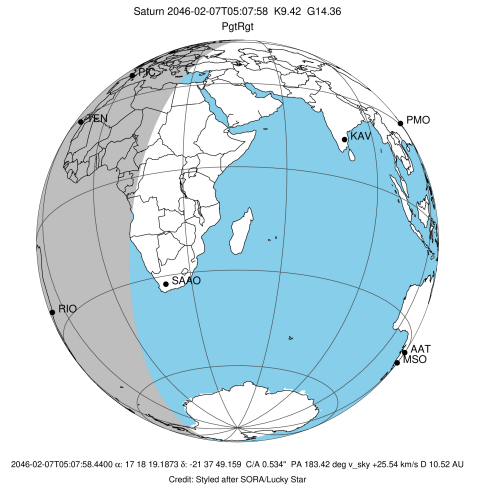 Saturn 2046-02-07T05:07:58 K9.42 G14.36
PgtRgt
PIC
TEN
PMO
KAV
SAAO
RIO
AAT
MSO
2046-02-07T05:07:58.4400 α: 17 18 19.1873 δ: -21 37 49.159 C/A 0.534" PA 183.42 deg v_sky +25.54 km/s D 10.52 AU
Credit: Styled after SORA/Lucky Star